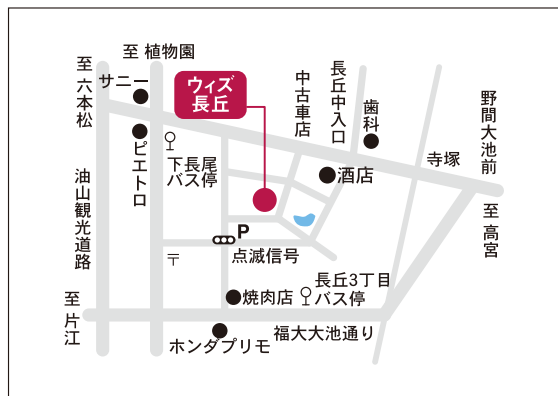 至 植物園
至 六本松
サニー
ウィズ
長丘
中古車店
長丘中入口
歯科
野間大池前
寺塚
ピエトロ
下長尾
バス停
酒店
至 高宮
油山観光道路
P
点滅信号
〒
長丘3丁目
バス停
焼肉店
至 片江
ホンダプリモ
福大大池通り